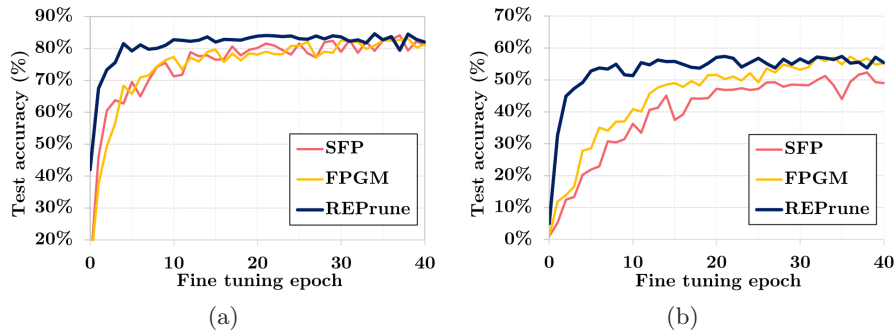 90%
80%
70%
60%
50%
40%
30%
20%
Test accuracy (%)
SFP
FPGM
REPrune
0
10
20
30
40
Fine tuning epoch
(a)
70%
60%
50%
40%
30%
20%
10%
0%
Test accuracy (%)
SFP
FPGM
REPrune
0
10
20
30
40
Fine tuning epoch
(b)